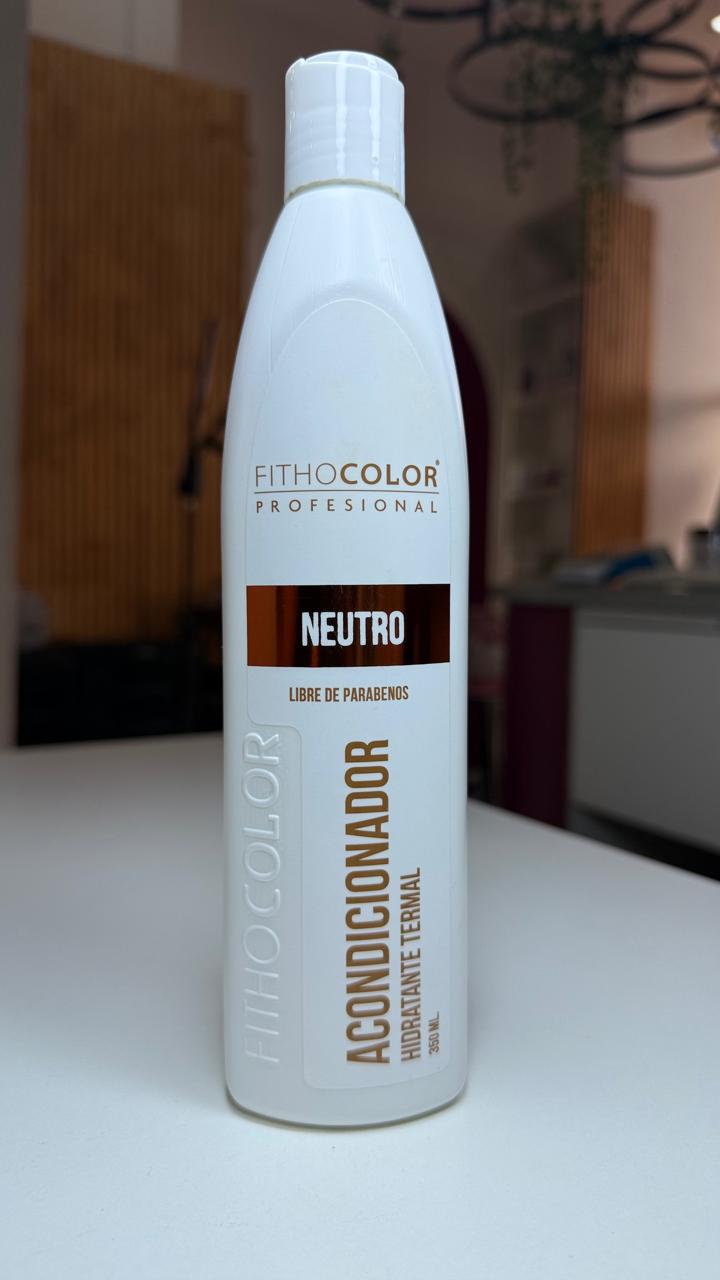 FITHOCOLOR®
PROFESIONAL
NEUTRO
LIBRE DE PARABENOS
ACONDICIONADOR
HIDRATANTE TERMAL
350 ML.
FITHOCOLOR